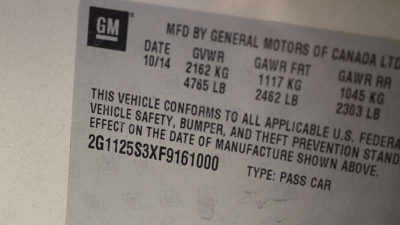 GM
MFD BY GENERAL MOTORS OF CANADA LTD
DATE GVWR GAWR FRT GAWR RR
10/14 2162 KG 1117 KG 1045 KG
4765 LB 2462 LB 2303 LB
THIS VEHICLE CONFORMS TO ALL APPLICABLE U.S. FEDERA
VEHICLE SAFETY, BUMPER, AND THEFT PREVENTION STAND
EFFECT ON THE DATE OF MANUFACTURE SHOWN ABOVE.
2G1125S3XF9161000 TYPE: PASS CAR